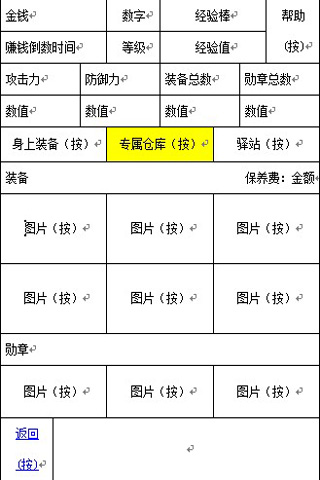 金钱 数字 经验棒 帮助
赚钱倒数时间 等级 经验值 (按)
攻击力 防御力 装备总数 勋章总数
数值 数值 数值 数值
身上装备（按） 专属仓库（按） 驿站（按）
装备 保养费：金额
图片（按） 图片（按） 图片（按）
图片（按） 图片（按） 图片（按）
勋章
图片（按） 图片（按） 图片（按）
返回
(按)